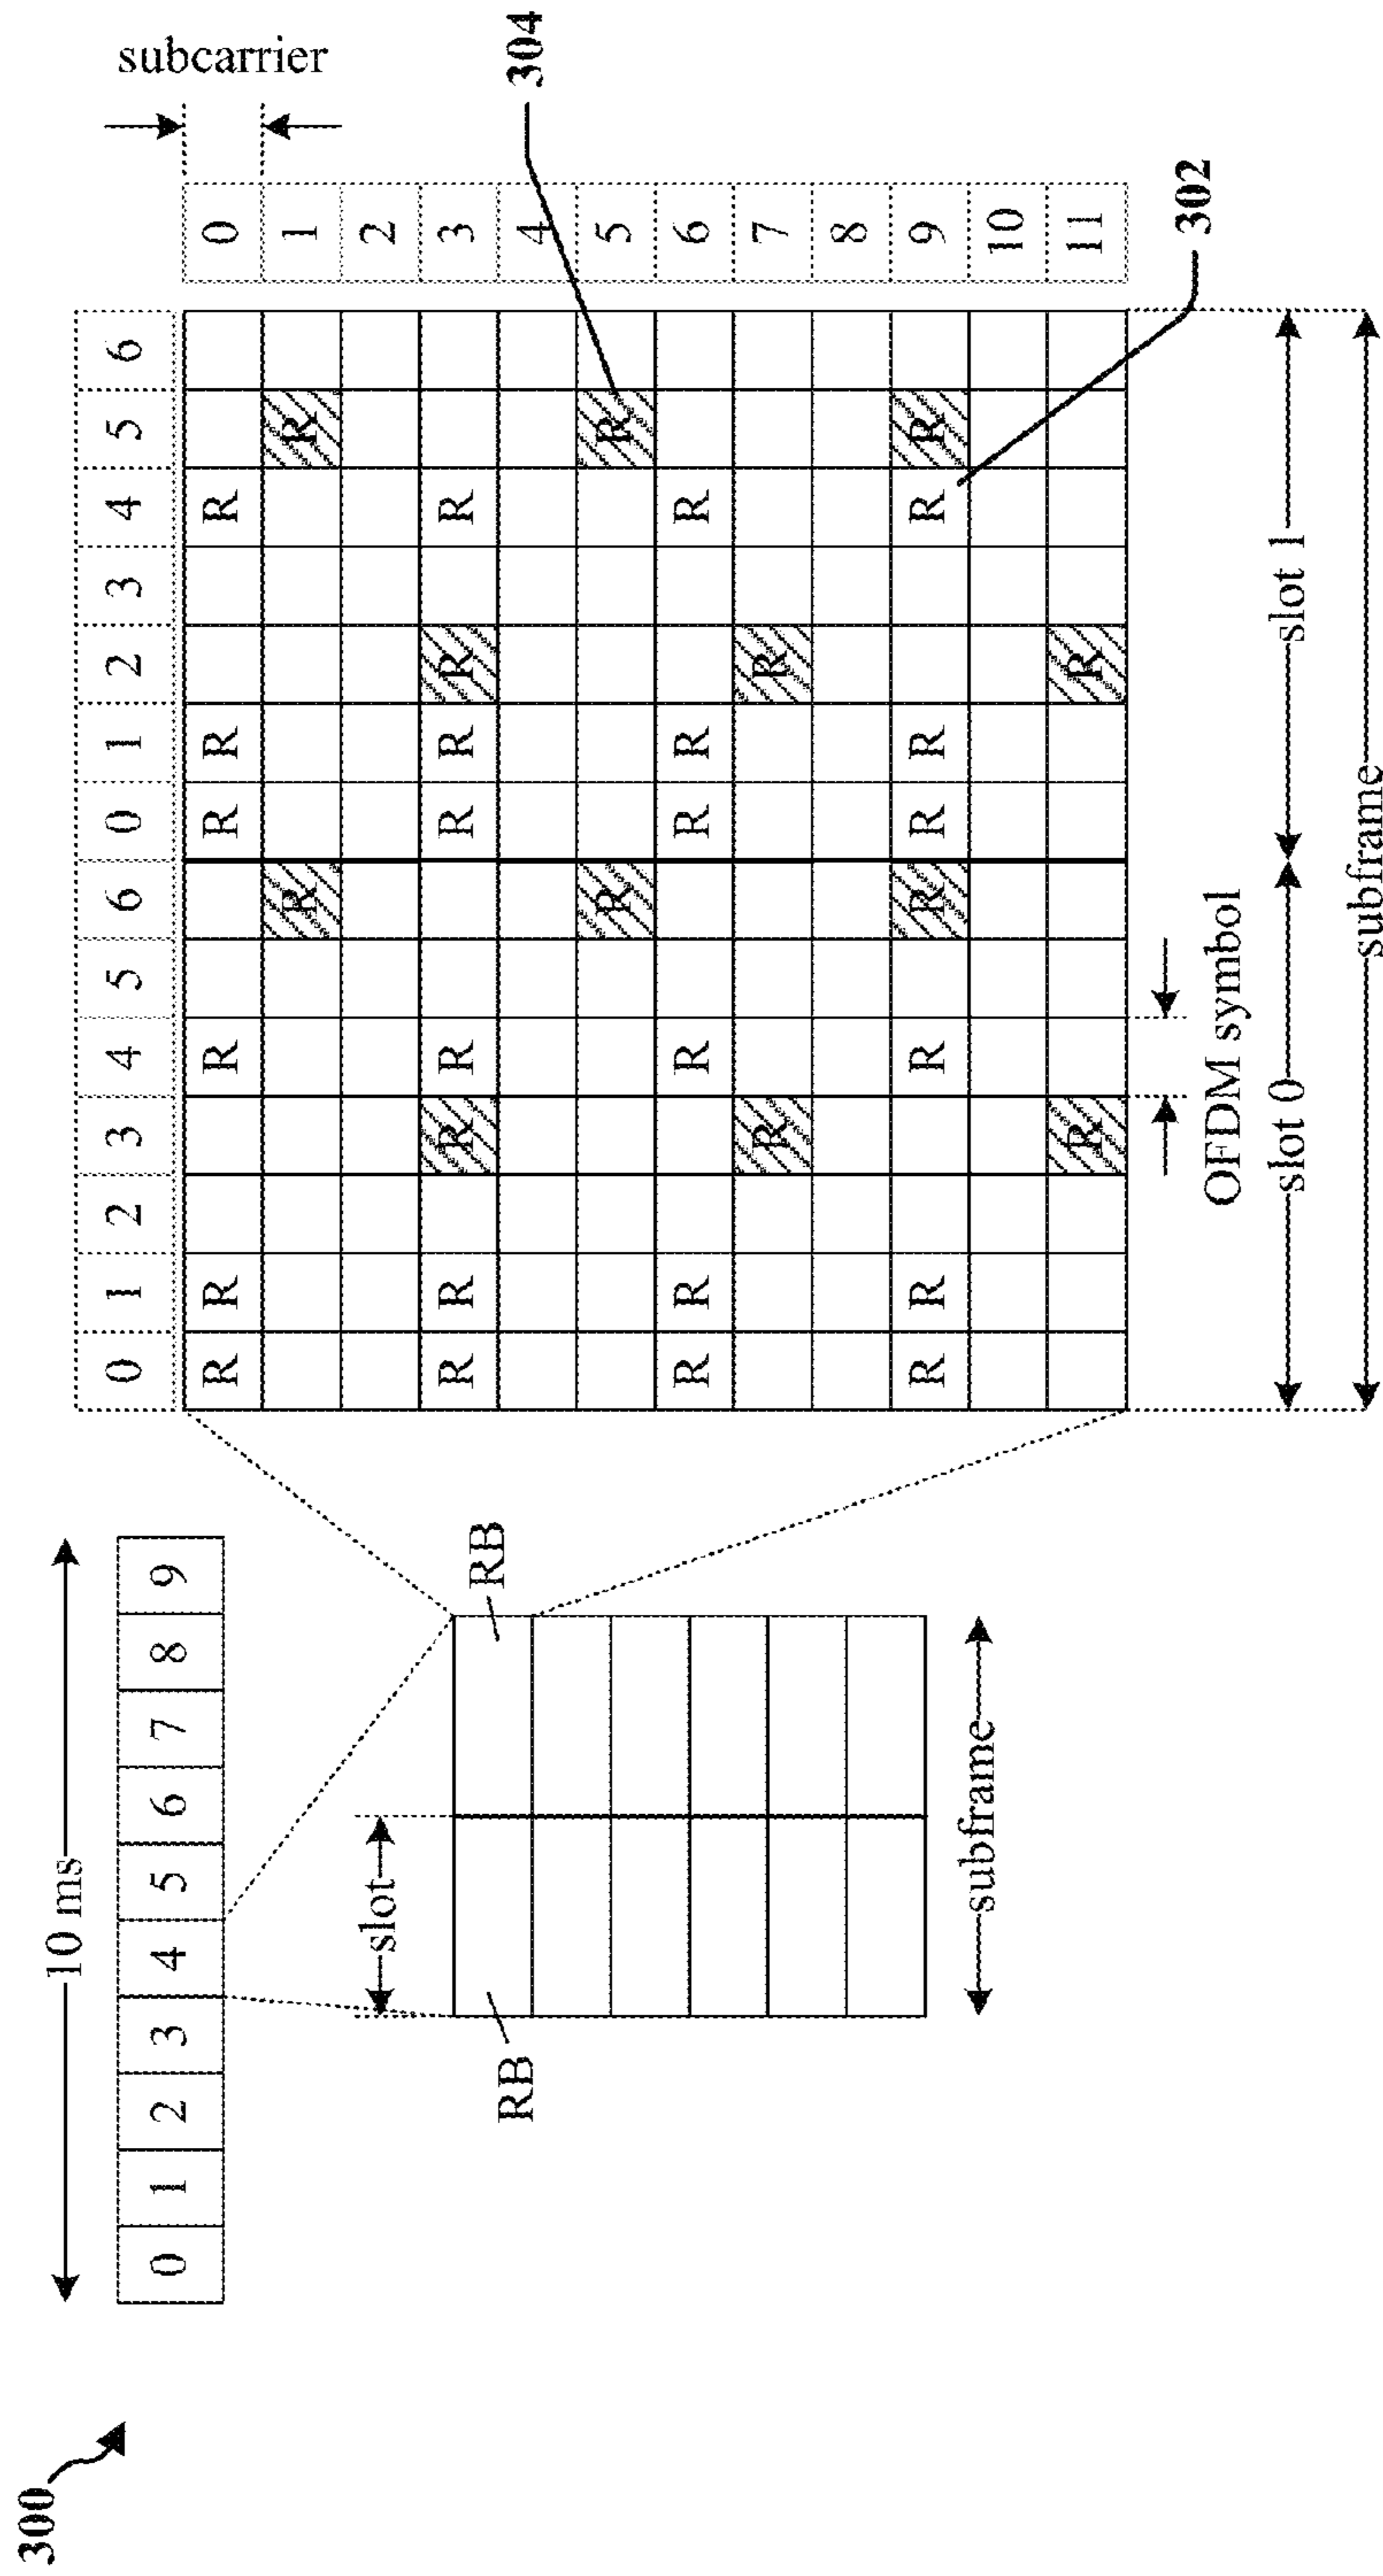 300
10 ms
0 1 2 3 4 5 6 7 8 9
slot
RB
RB
subframe
subcarrier
304
302
0 1 2 3 4 5 6 0 1 2 3 4 5 6
R R R R R R 0
R R 1
2
R R R R R R R R 3
4
R R 5
R R R R R R 6
R R 7
8
R R R R R R R R 9
10
R R 11
OFDM symbol
slot 0 slot 1
subframe